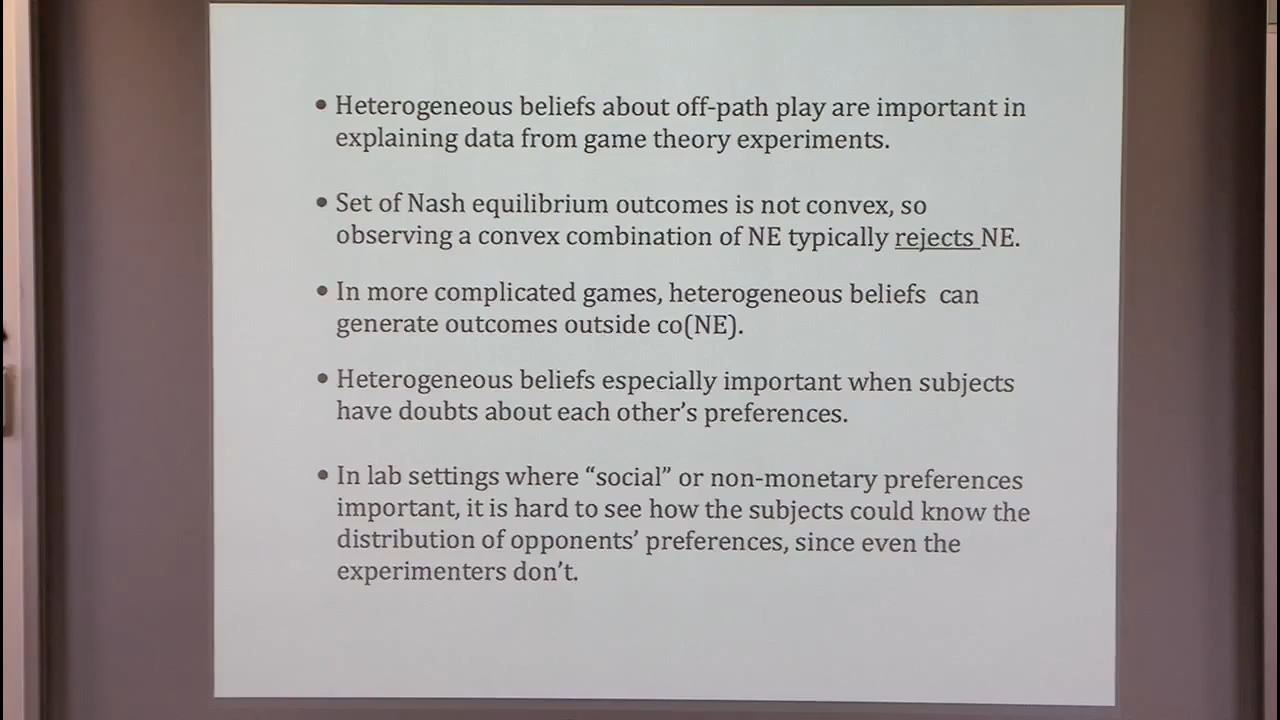 • Heterogeneous beliefs about off-path play are important in
explaining data from game theory experiments.
• Set of Nash equilibrium outcomes is not convex, so
observing a convex combination of NE typically rejects NE.
• In more complicated games, heterogeneous beliefs can
generate outcomes outside co(NE).
• Heterogeneous beliefs especially important when subjects
have doubts about each other’s preferences.
• In lab settings where “social” or non-monetary preferences
important, it is hard to see how the subjects could know the
distribution of opponents’ preferences, since even the
experimenters don’t.